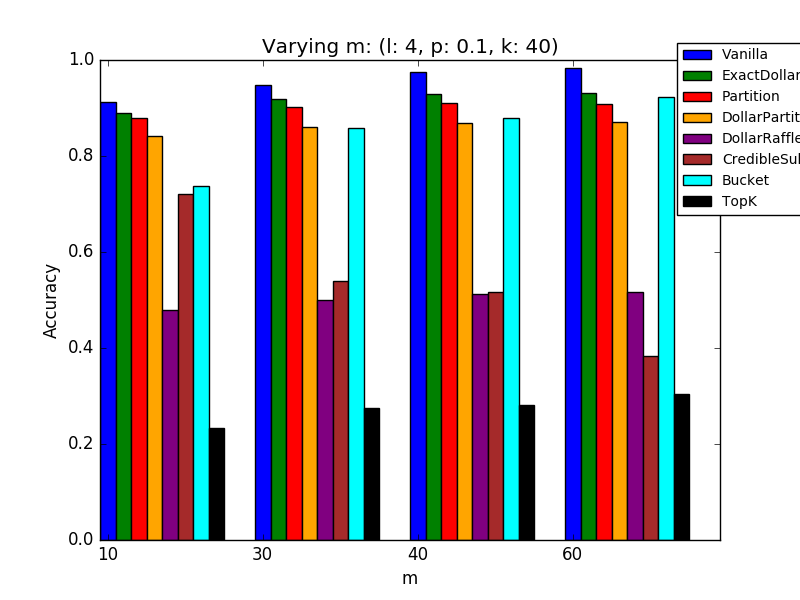 Varying m: (l: 4, p: 0.1, k: 40)
1.0
0.8
0.6
0.4
0.2
0.0
Accuracy
10 30 40 60
m
Vanilla
ExactDollar
Partition
DollarPartit
DollarRaffle
CredibleSu
Bucket
TopK